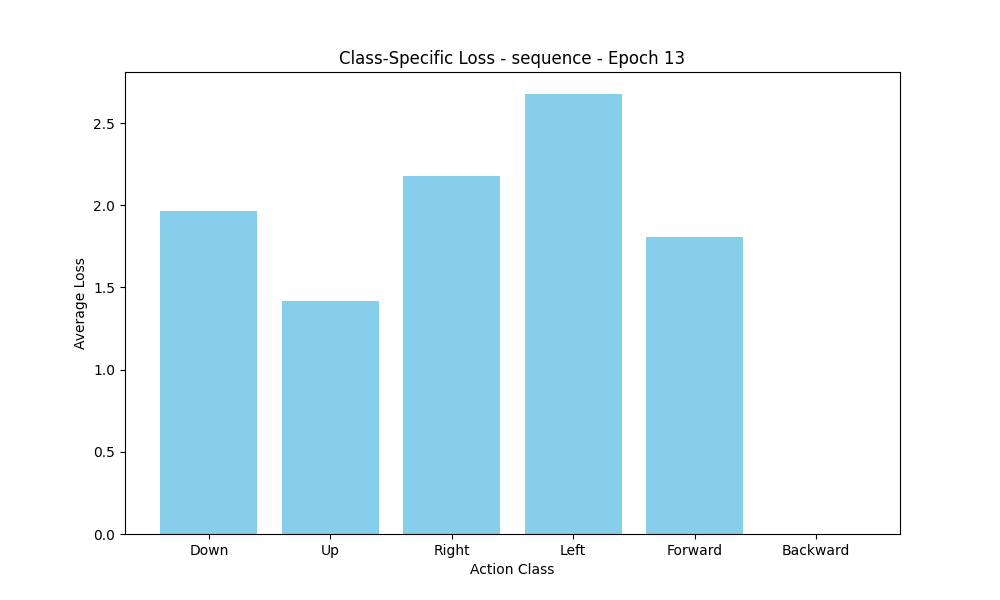 Class-Specific Loss - sequence - Epoch 13
Average Loss
2.5
2.0
1.5
1.0
0.5
0.0
Down Up Right Left Forward Backward
Action Class